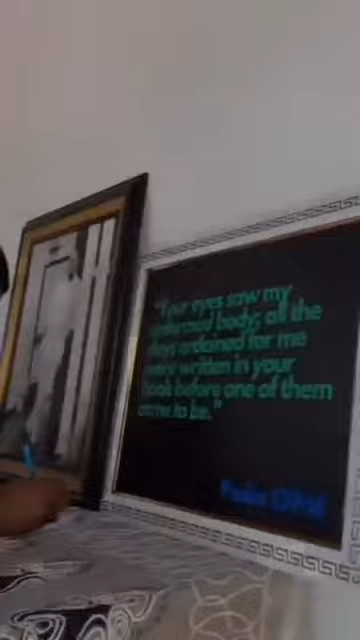 "Your eyes saw my
unformed body; all the
days ordained for me
were written in your
book before one of them
came to be."
Psalm